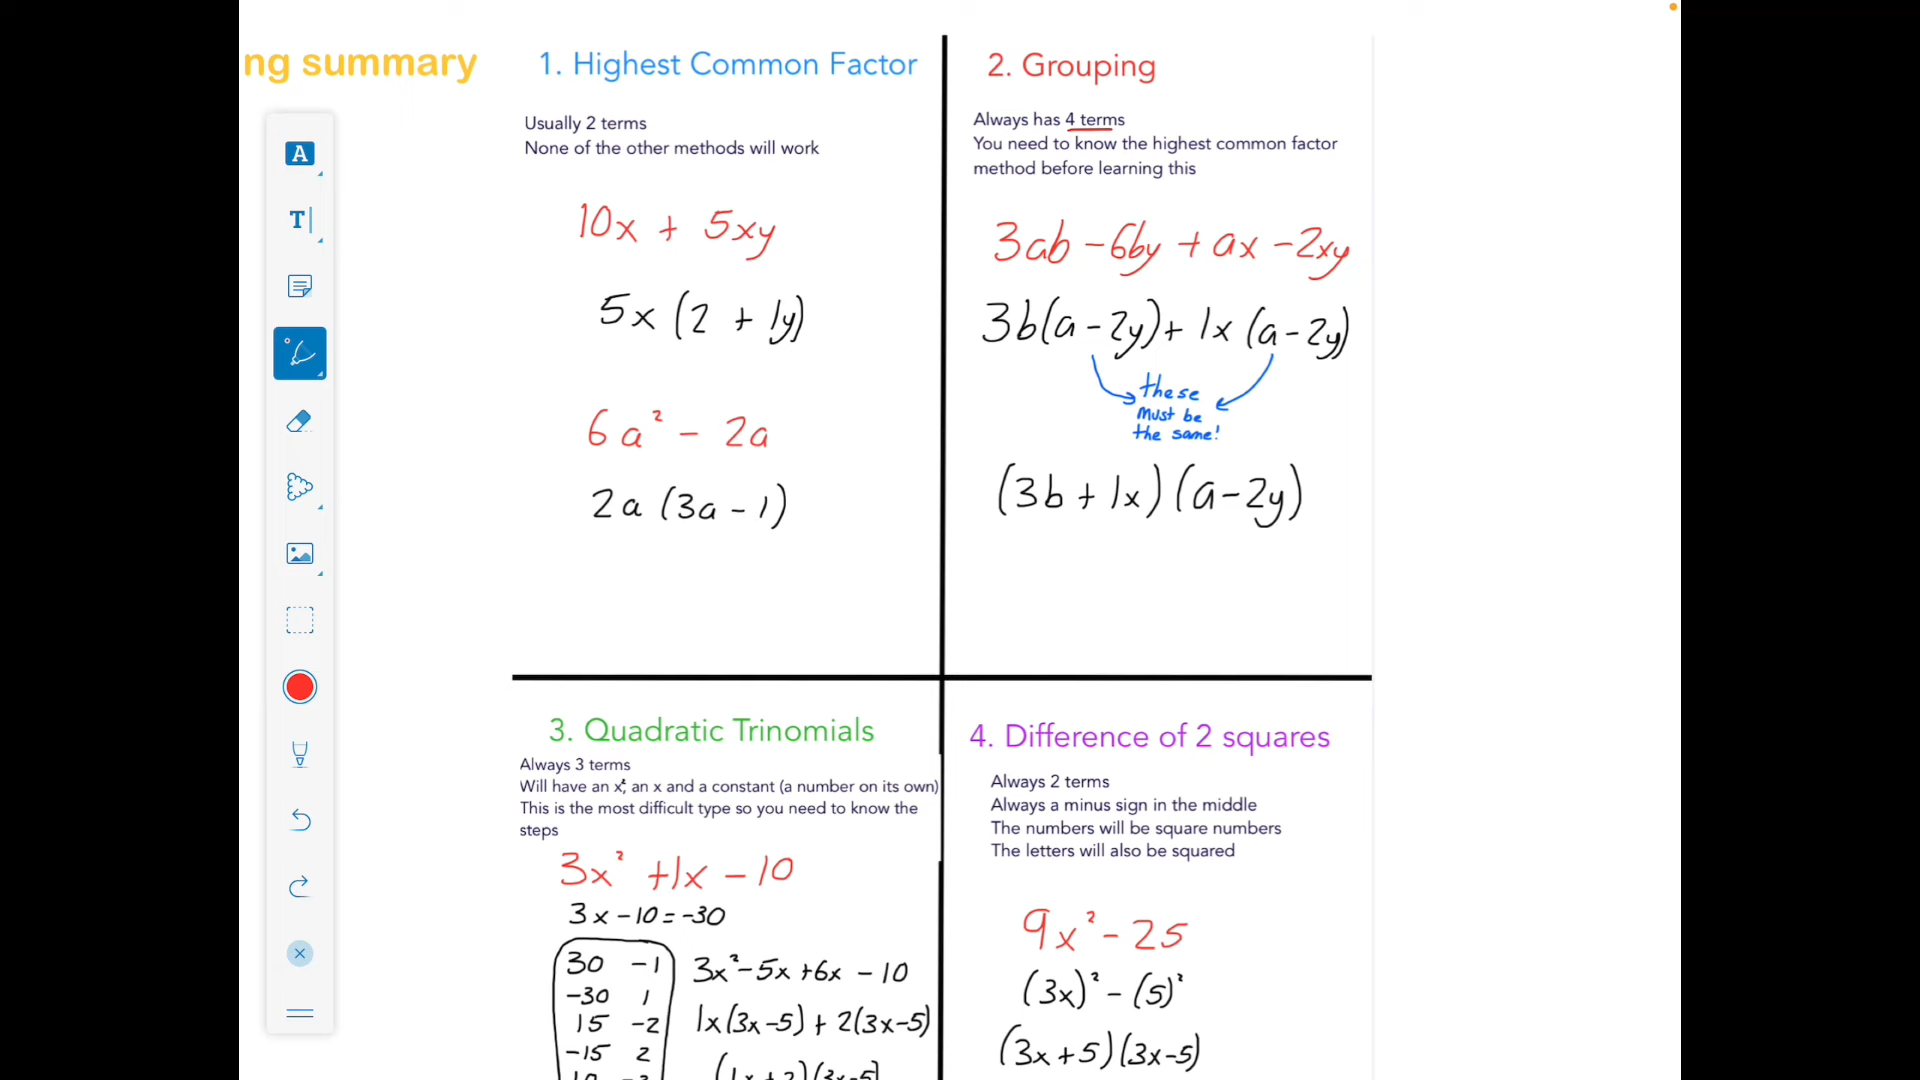 ng summary
1. Highest Common Factor
Usually 2 terms
None of the other methods will work
10x + 5xy
5x (2 + 1y)
6a² - 2a
2a (3a - 1)
2. Grouping
Always has 4 terms
You need to know the highest common factor
method before learning this
3ab - 6by + ax - 2xy
3b(a - 2y) + 1x (a - 2y)
these
must be
the same!
(3b + 1x) (a - 2y)
3. Quadratic Trinomials
Always 3 terms
Will have an x², an x and a constant (a number on its own)
This is the most difficult type so you need to know the
steps
3x² + 1x - 10
3 x -10 = -30
30 -1
-30 1
15 -2
-15 2
3x² - 5x + 6x - 10
1x(3x - 5) + 2(3x - 5)
(1x + 2)(3x - 5)
4. Difference of 2 squares
Always 2 terms
Always a minus sign in the middle
The numbers will be square numbers
The letters will also be squared
9x² - 25
(3x)² - (5)²
(3x + 5)(3x - 5)
A
T